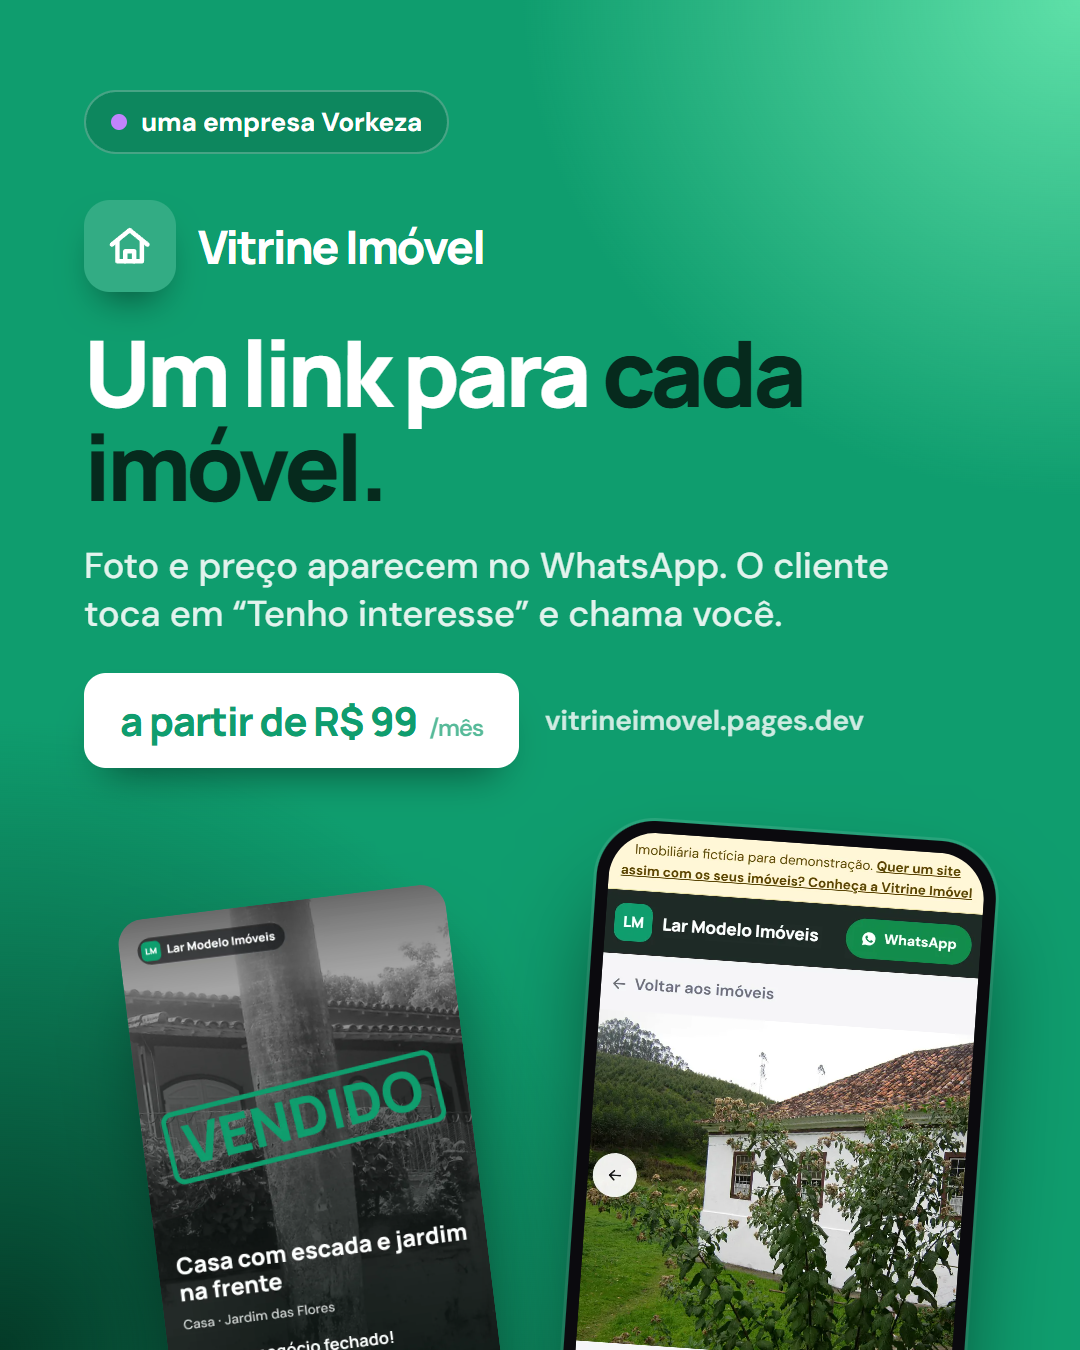 uma empresa Vorkeza
Vitrine Imóvel
Um link para cada
imóvel.
Foto e preço aparecem no WhatsApp. O cliente
toca em “Tenho interesse” e chama você.
a partir de R$ 99 /mês
vitrineimovel.pages.dev
LM Lar Modelo Imóveis
VENDIDO
Casa com escada e jardim
na frente
Casa · Jardim das Flores
fechado!
Imobiliária fictícia para demonstração. Quer um site
assim com os seus imóveis? Conheça a Vitrine Imóvel
LM Lar Modelo Imóveis
WhatsApp
← Voltar aos imóveis